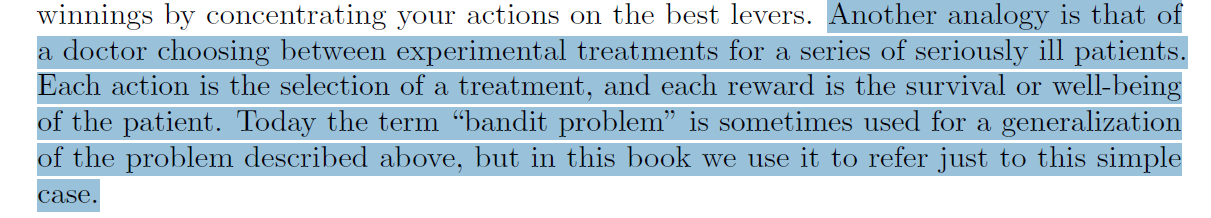 winnings by concentrating your actions on the best levers. Another analogy is that of
a doctor choosing between experimental treatments for a series of seriously ill patients.
Each action is the selection of a treatment, and each reward is the survival or well-being
of the patient. Today the term “bandit problem” is sometimes used for a generalization
of the problem described above, but in this book we use it to refer just to this simple
case.